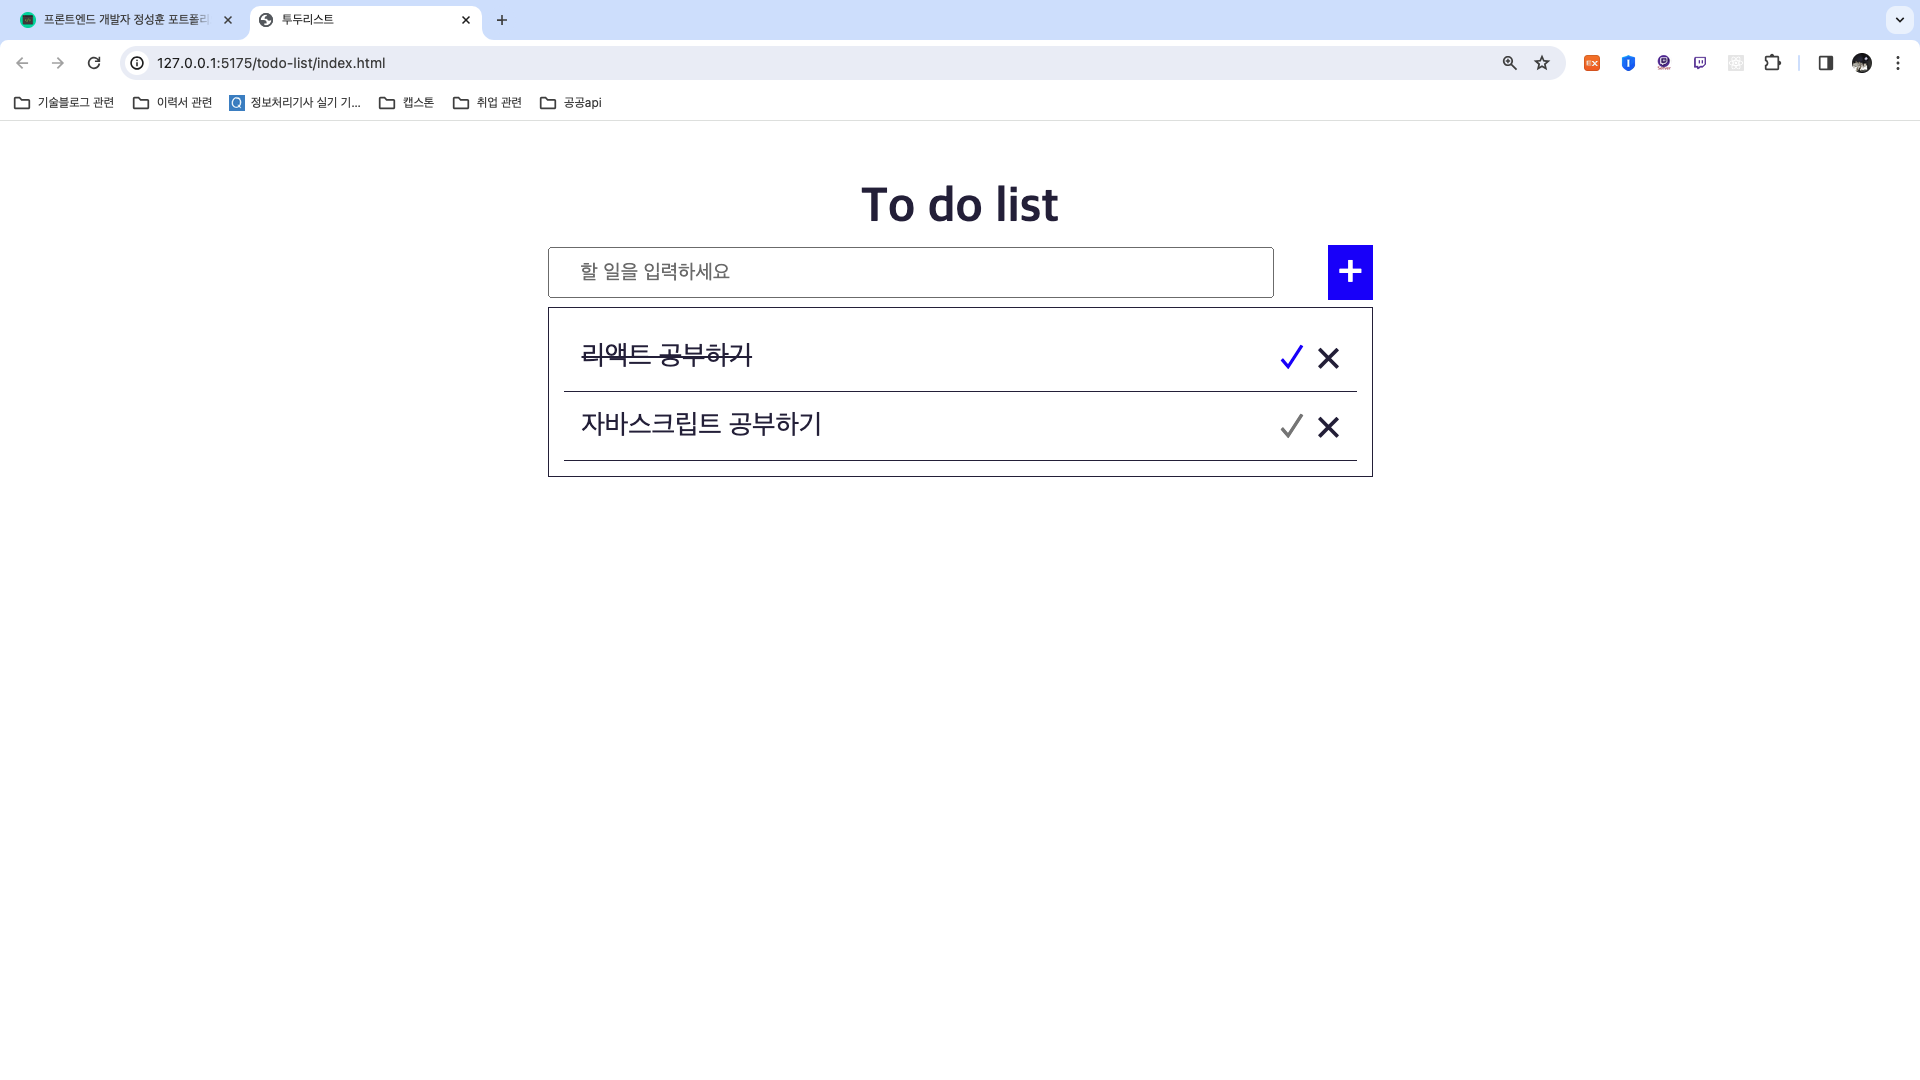 프론트엔드 개발자 정성훈 포트폴리
투두리스트
127.0.0.1:5175/todo-list/index.html
기술블로그 관련
이력서 관련
정보처리기사 실기 기...
캡스톤
취업 관련
공공api
To do list
할 일을 입력하세요
리액트 공부하기
자바스크립트 공부하기